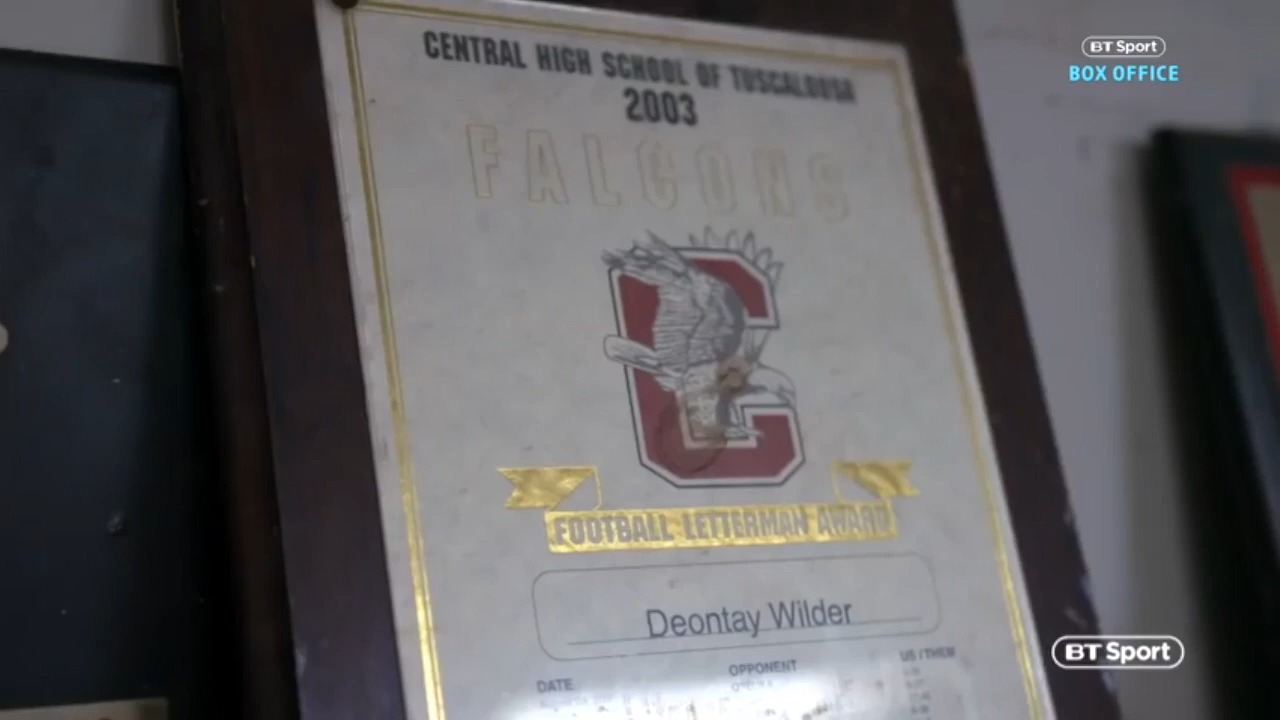 BT Sport
BOX OFFICE
CENTRAL HIGH SCHOOL OF TUSCALOOSA
2003
FALCONS
C
FOOTBALL LETTERMAN AWARD
Deontay Wilder
DATE OPPONENT US / THEM
BT Sport